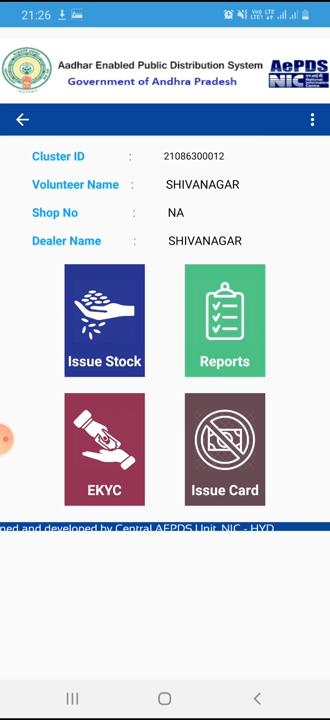 21:26
Aadhar Enabled Public Distribution System
Government of Andhra Pradesh
AePDS
NIC
Cluster ID : 21086300012
Volunteer Name : SHIVANAGAR
Shop No : NA
Dealer Name : SHIVANAGAR
Issue Stock
Reports
EKYC
Issue Card
ned and developed by Central AEPDS Unit, NIC - HYD